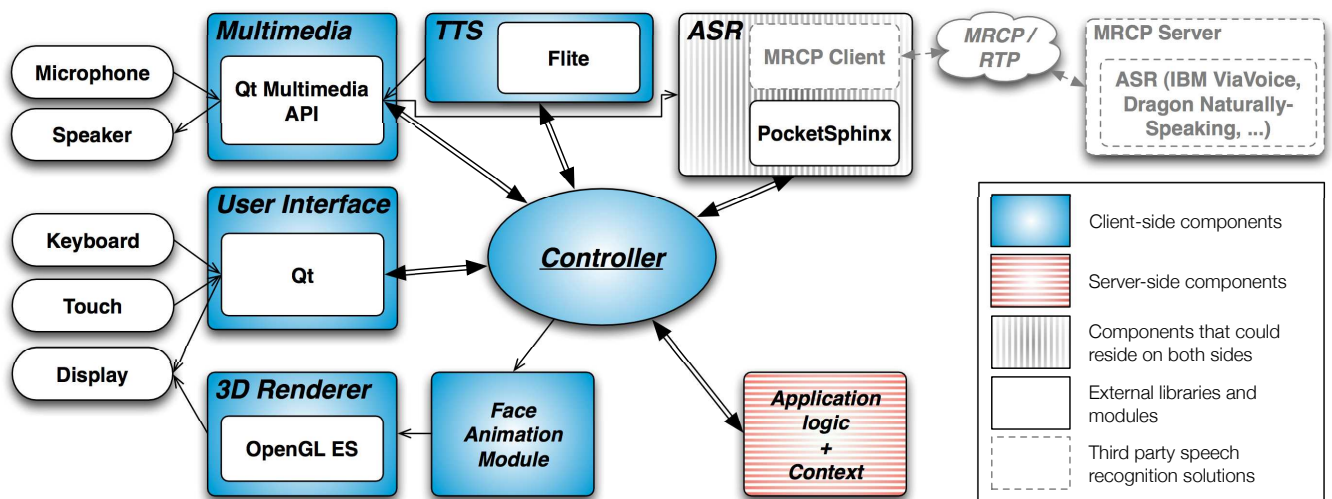 Multimedia
Qt Multimedia
API
TTS
Flite
ASR
MRCP Client
PocketSphinx
MRCP /
RTP
MRCP Server
ASR (IBM ViaVoice,
Dragon Naturally-
Speaking, ...)
Microphone
Speaker
User Interface
Qt
Keyboard
Touch
Display
Controller
3D Renderer
OpenGL ES
Face
Animation
Module
Application
logic
+
Context
Client-side components
Server-side components
Components that could
reside on both sides
External libraries and
modules
Third party speech
recognition solutions